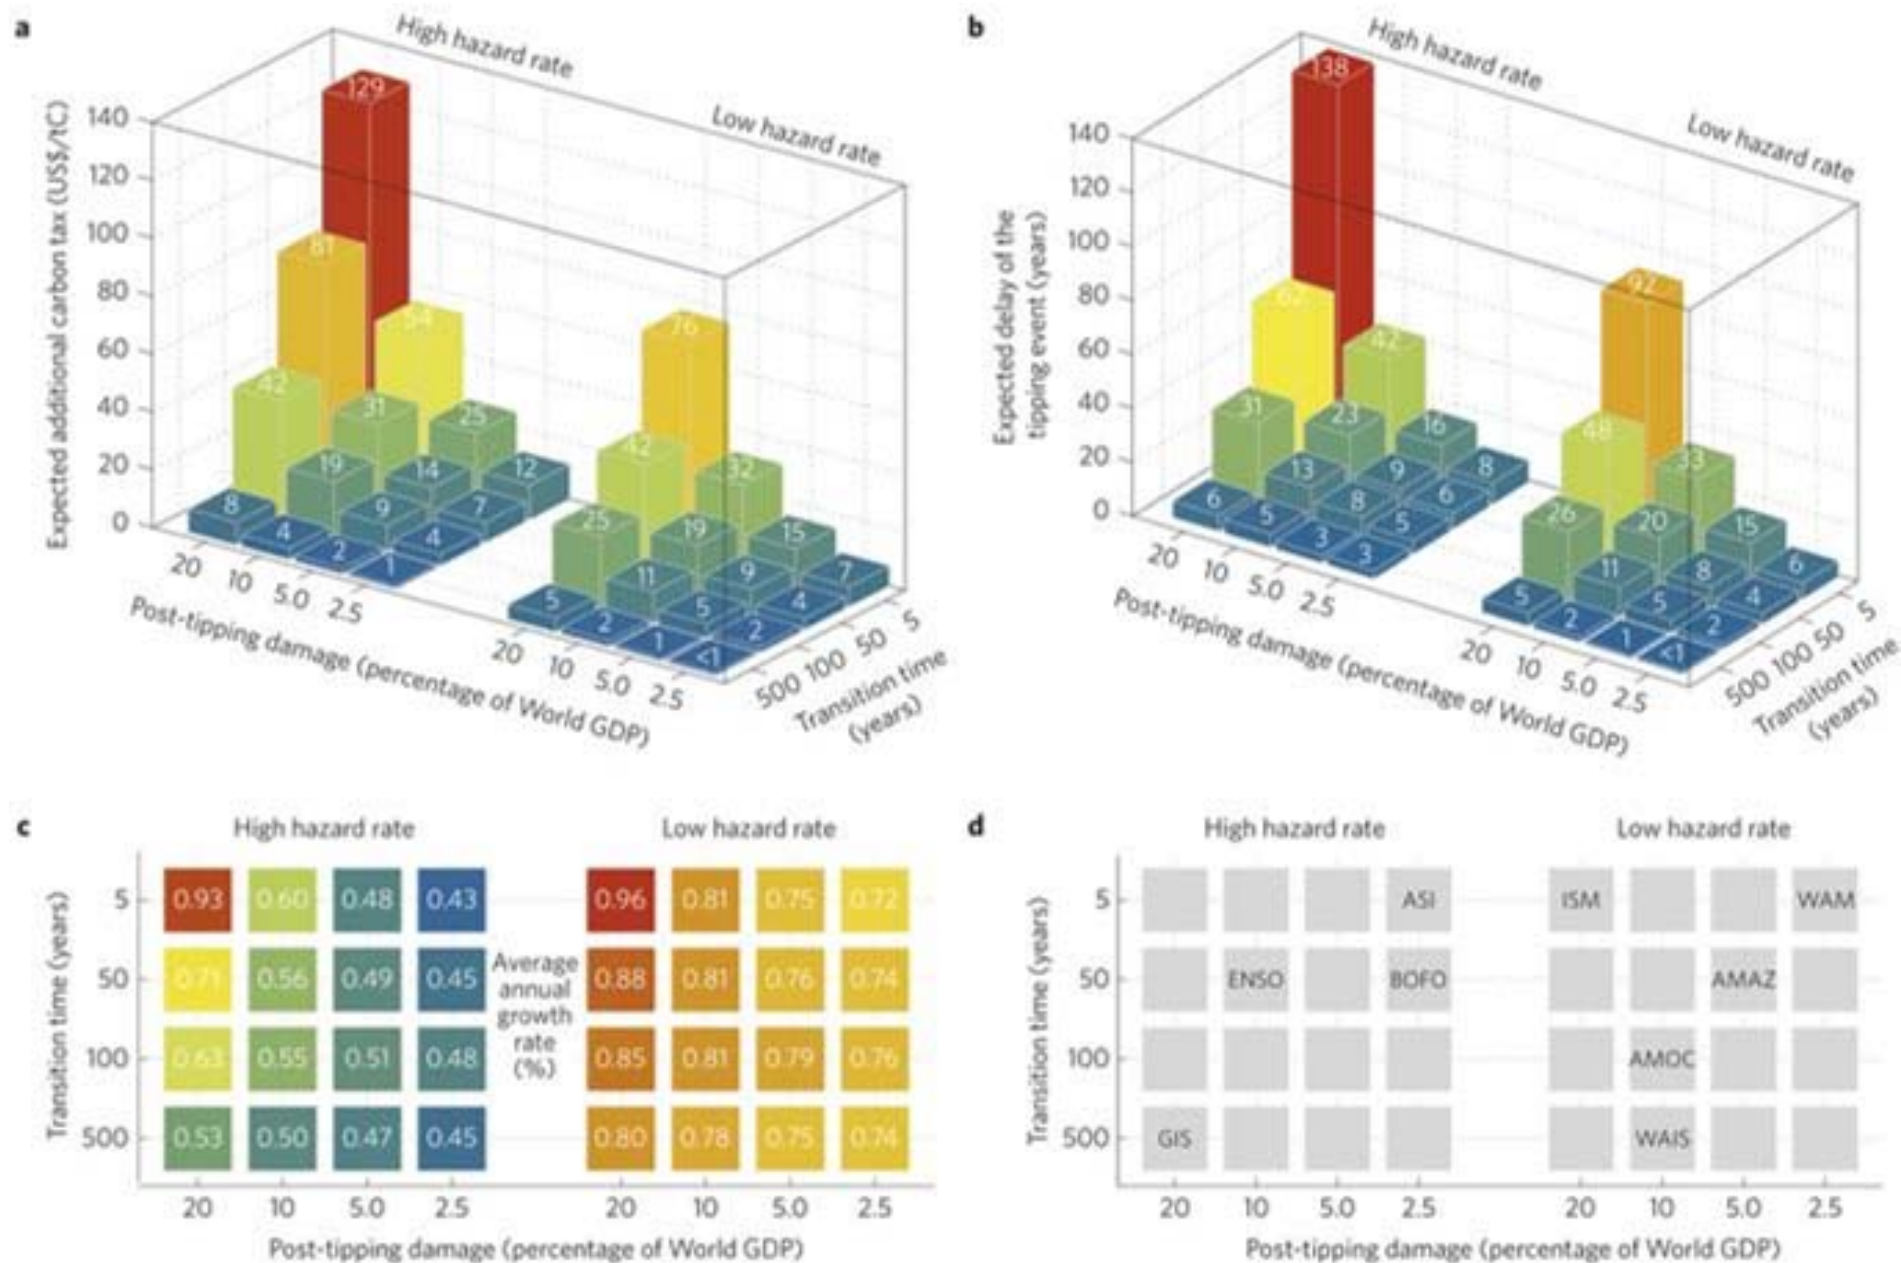 a
High hazard rate
Low hazard rate
Expected additional carbon tax (US$/tC)
140
120
100
80
60
40
20
0
129
81
54
42
31
25
19
14
12
8
9
7
4
4
2
1
76
42
32
25
19
15
11
9
7
5
5
4
2
2
1
<1
20 10 5.0 2.5
20 10 5.0 2.5
Post-tipping damage (percentage of World GDP)
500 100 50 5
Transition time
(years)
b
High hazard rate
Low hazard rate
Expected delay of the
tipping event (years)
140
120
100
80
60
40
20
0
138
42
31
23
16
13
9
8
6
8
6
5
5
3
3
92
48
33
26
20
15
11
8
6
5
5
4
2
2
1
<1
20 10 5.0 2.5
20 10 5.0 2.5
Post-tipping damage (percentage of World GDP)
500 100 50 5
Transition time
(years)
c
High hazard rate Low hazard rate
Transition time (years)
5 0.93 0.60 0.48 0.43 0.96 0.81 0.75 0.72
50 0.71 0.56 0.49 0.45 0.88 0.81 0.76 0.74
100 0.63 0.55 0.51 0.48 0.85 0.81 0.79 0.76
500 0.53 0.50 0.47 0.45 0.80 0.78 0.75 0.74
Average
annual
growth
rate
(%)
20 10 5.0 2.5 20 10 5.0 2.5
Post-tipping damage (percentage of World GDP)
d
High hazard rate Low hazard rate
Transition time (years)
5 ASI ISM WAM
50 ENSO BOFO AMAZ
100 AMOC
500 GIS WAIS
20 10 5.0 2.5 20 10 5.0 2.5
Post-tipping damage (percentage of World GDP)